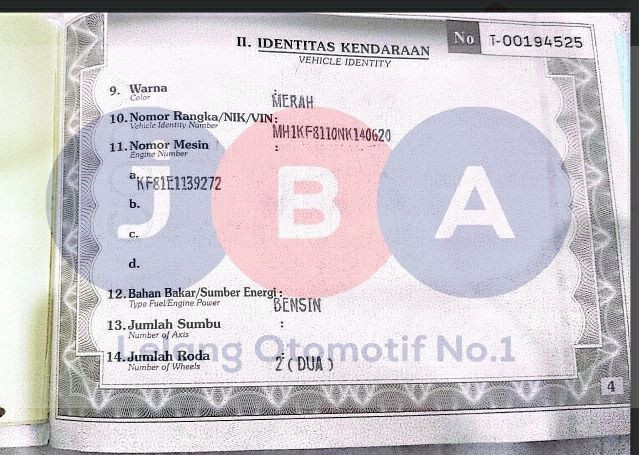 II. IDENTITAS KENDARAAN
VEHICLE IDENTITY
No T-00194525
9. Warna :
Color
MERAH
10. Nomor Rangka/NIK/VIN:
Vehicle Identity Number
MH1KF8110NK140620
11. Nomor Mesin :
Engine Number
a. KF81E1139272
b.
c.
d.
12. Bahan Bakar/Sumber Energi :
Type Fuel/Engine Power
BENSIN
13. Jumlah Sumbu :
Number of Axis
14. Jumlah Roda :
Number of Wheels
2 ( DUA )
4
JBA
Otomotif No.1